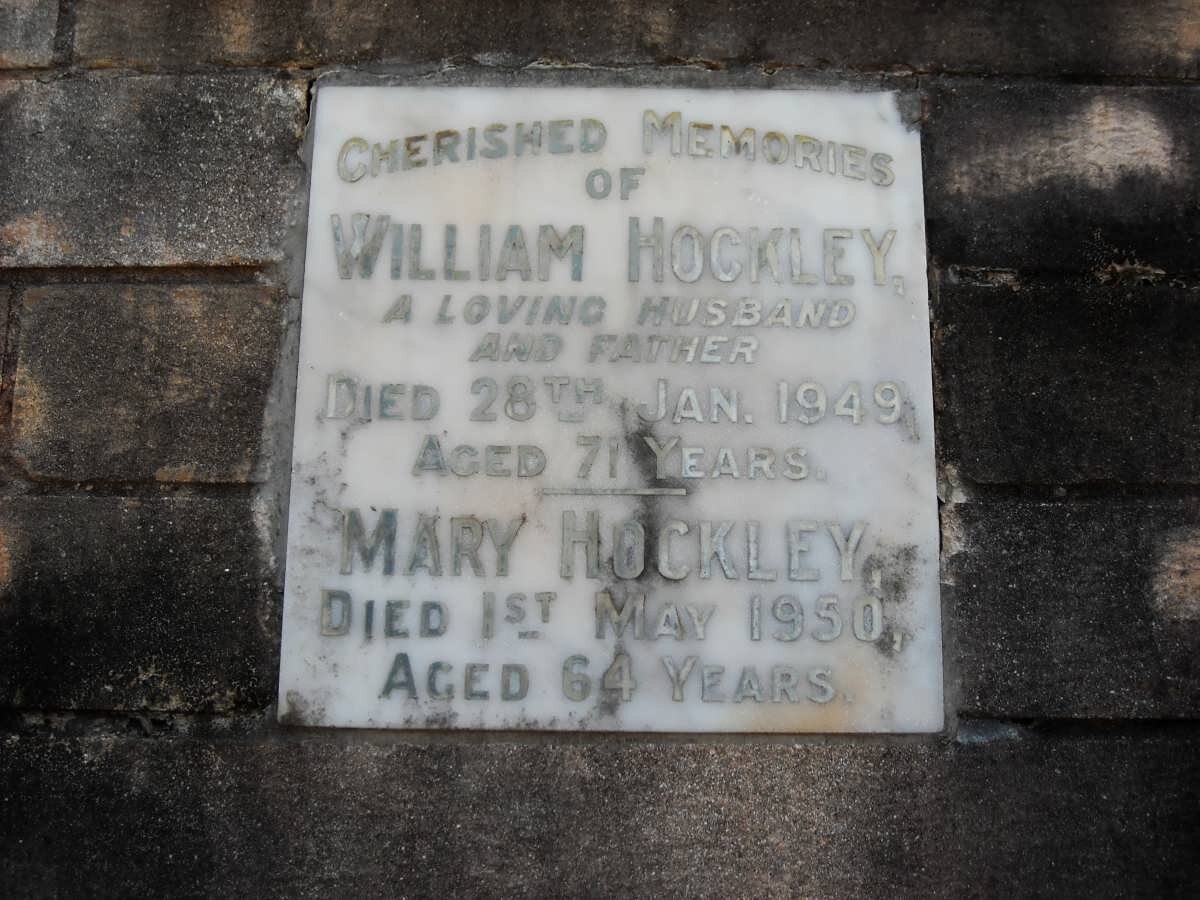 CHERISHED MEMORIES
OF
WILLIAM HOCKLEY,
A LOVING HUSBAND
AND FATHER
DIED 28TH JAN. 1949,
AGED 71 YEARS.
MARY HOCKLEY,
DIED 1ST MAY 1950,
AGED 64 YEARS.